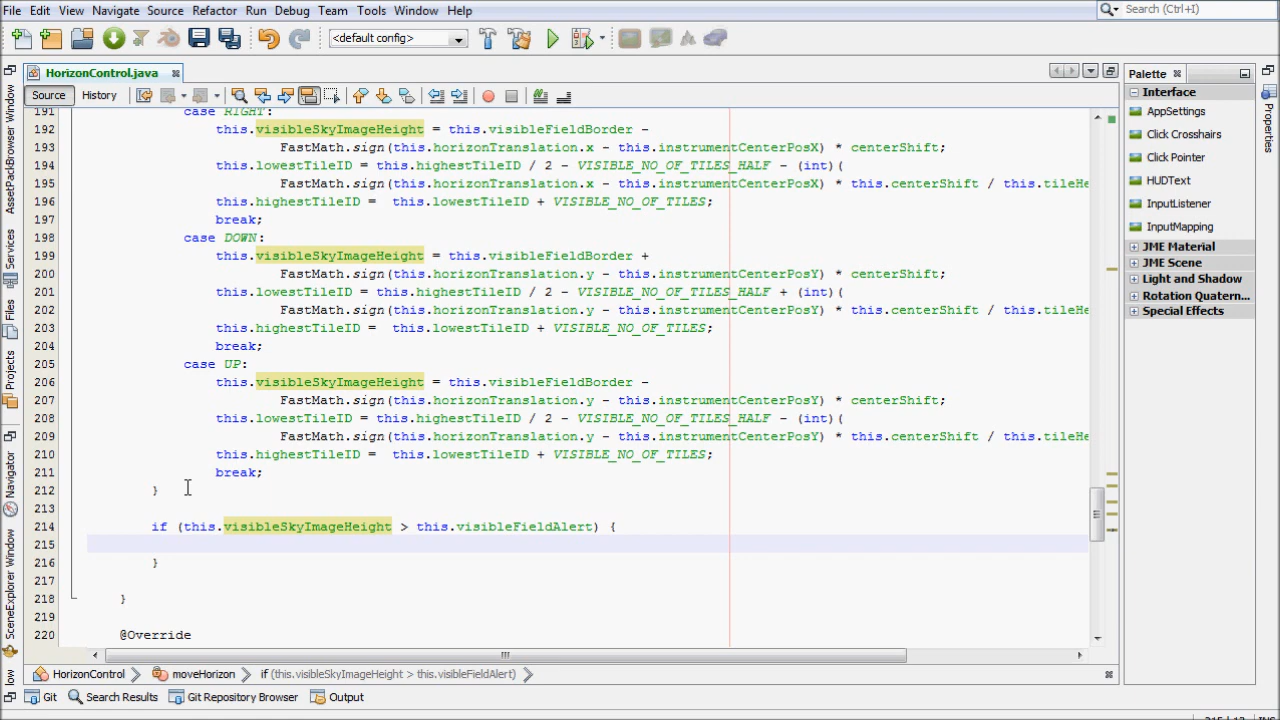 File Edit View Navigate Source Refactor Run Debug Team Tools Window Help
Search (Ctrl+I)
<default config>
HorizonControl.java
Source History
191 case RIGHT:
192 this.visibleSkyImageHeight = this.visibleFieldBorder -
193 FastMath.sign(this.horizonTranslation.x - this.instrumentCenterPosX) * centerShift;
194 this.lowestTileID = this.highestTileID / 2 - VISIBLE_NO_OF_TILES_HALF - (int)(
195 FastMath.sign(this.horizonTranslation.x - this.instrumentCenterPosX) * this.centerShift / this.tileHe
196 this.highestTileID =  this.lowestTileID + VISIBLE_NO_OF_TILES;
197 break;
198 case DOWN:
199 this.visibleSkyImageHeight = this.visibleFieldBorder +
200 FastMath.sign(this.horizonTranslation.y - this.instrumentCenterPosY) * centerShift;
201 this.lowestTileID = this.highestTileID / 2 - VISIBLE_NO_OF_TILES_HALF + (int)(
202 FastMath.sign(this.horizonTranslation.y - this.instrumentCenterPosY) * this.centerShift / this.tileHe
203 this.highestTileID =  this.lowestTileID + VISIBLE_NO_OF_TILES;
204 break;
205 case UP:
206 this.visibleSkyImageHeight = this.visibleFieldBorder -
207 FastMath.sign(this.horizonTranslation.y - this.instrumentCenterPosY) * centerShift;
208 this.lowestTileID = this.highestTileID / 2 - VISIBLE_NO_OF_TILES_HALF - (int)(
209 FastMath.sign(this.horizonTranslation.y - this.instrumentCenterPosY) * this.centerShift / this.tileHe
210 this.highestTileID =  this.lowestTileID + VISIBLE_NO_OF_TILES;
211 break;
212 }
213
214 if (this.visibleSkyImageHeight > this.visibleFieldAlert) {
215
216 }
217
218 }
219
220 @Override
HorizonControl moveHorizon if (this.visibleSkyImageHeight > this.visibleFieldAlert)
Git Search Results Git Repository Browser Output
AssetPackBrowser Window
Services
Files
Projects
Navigator
SceneExplorer Window
Palette
Interface
AppSettings
Click Crosshairs
Click Pointer
HUDText
InputListener
InputMapping
JME Material
JME Scene
Light and Shadow
Rotation Quatern...
Special Effects
Properties